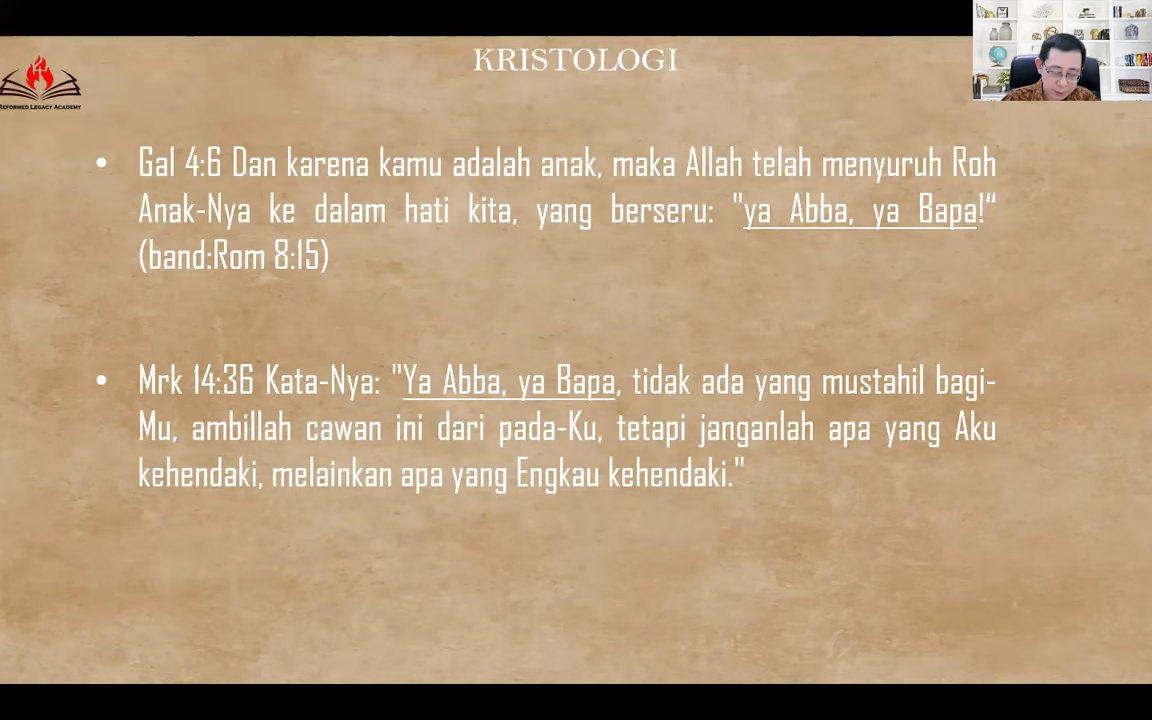 KRISTOLOGI
REFORMED LEGACY ACADEMY
• Gal 4:6 Dan karena kamu adalah anak, maka Allah telah menyuruh Roh
Anak-Nya ke dalam hati kita, yang berseru: "ya Abba, ya Bapa!“
(band:Rom 8:15)
• Mrk 14:36 Kata-Nya: "Ya Abba, ya Bapa, tidak ada yang mustahil bagi-
Mu, ambillah cawan ini dari pada-Ku, tetapi janganlah apa yang Aku
kehendaki, melainkan apa yang Engkau kehendaki."